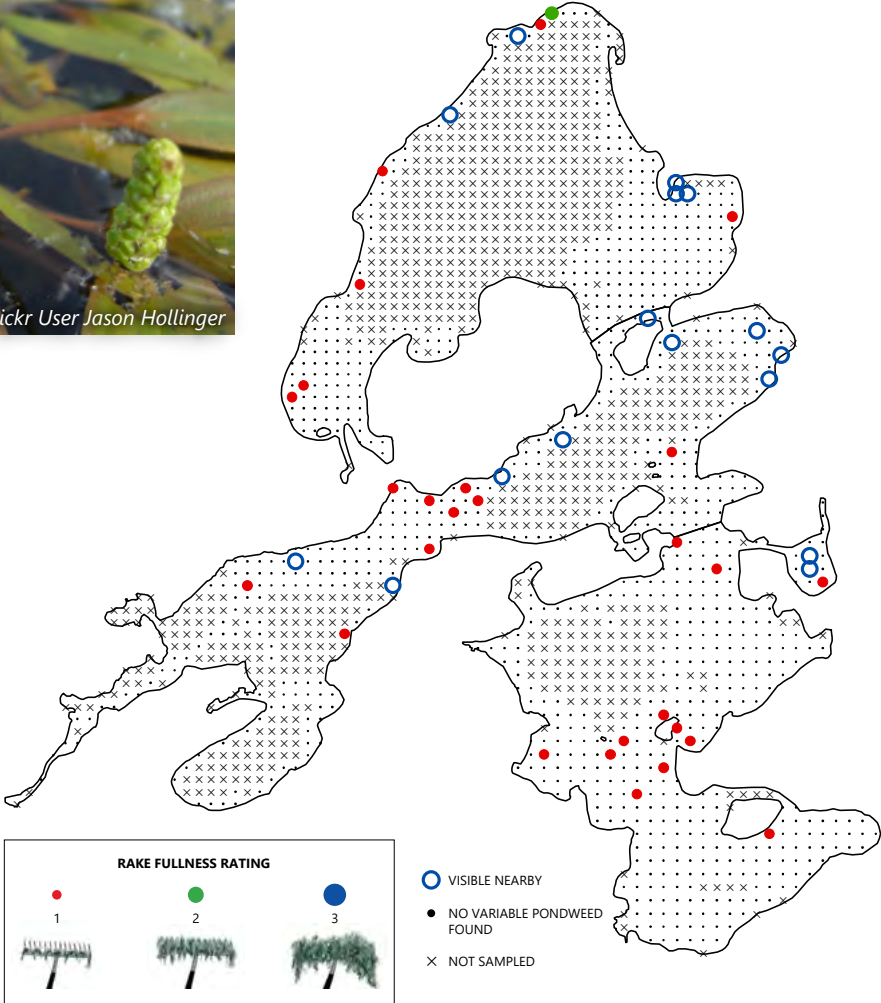 ickr User Jason Hollinger
RAKE FULLNESS RATING
1
2
3
VISIBLE NEARBY
NO VARIABLE PONDWEED
FOUND
NOT SAMPLED